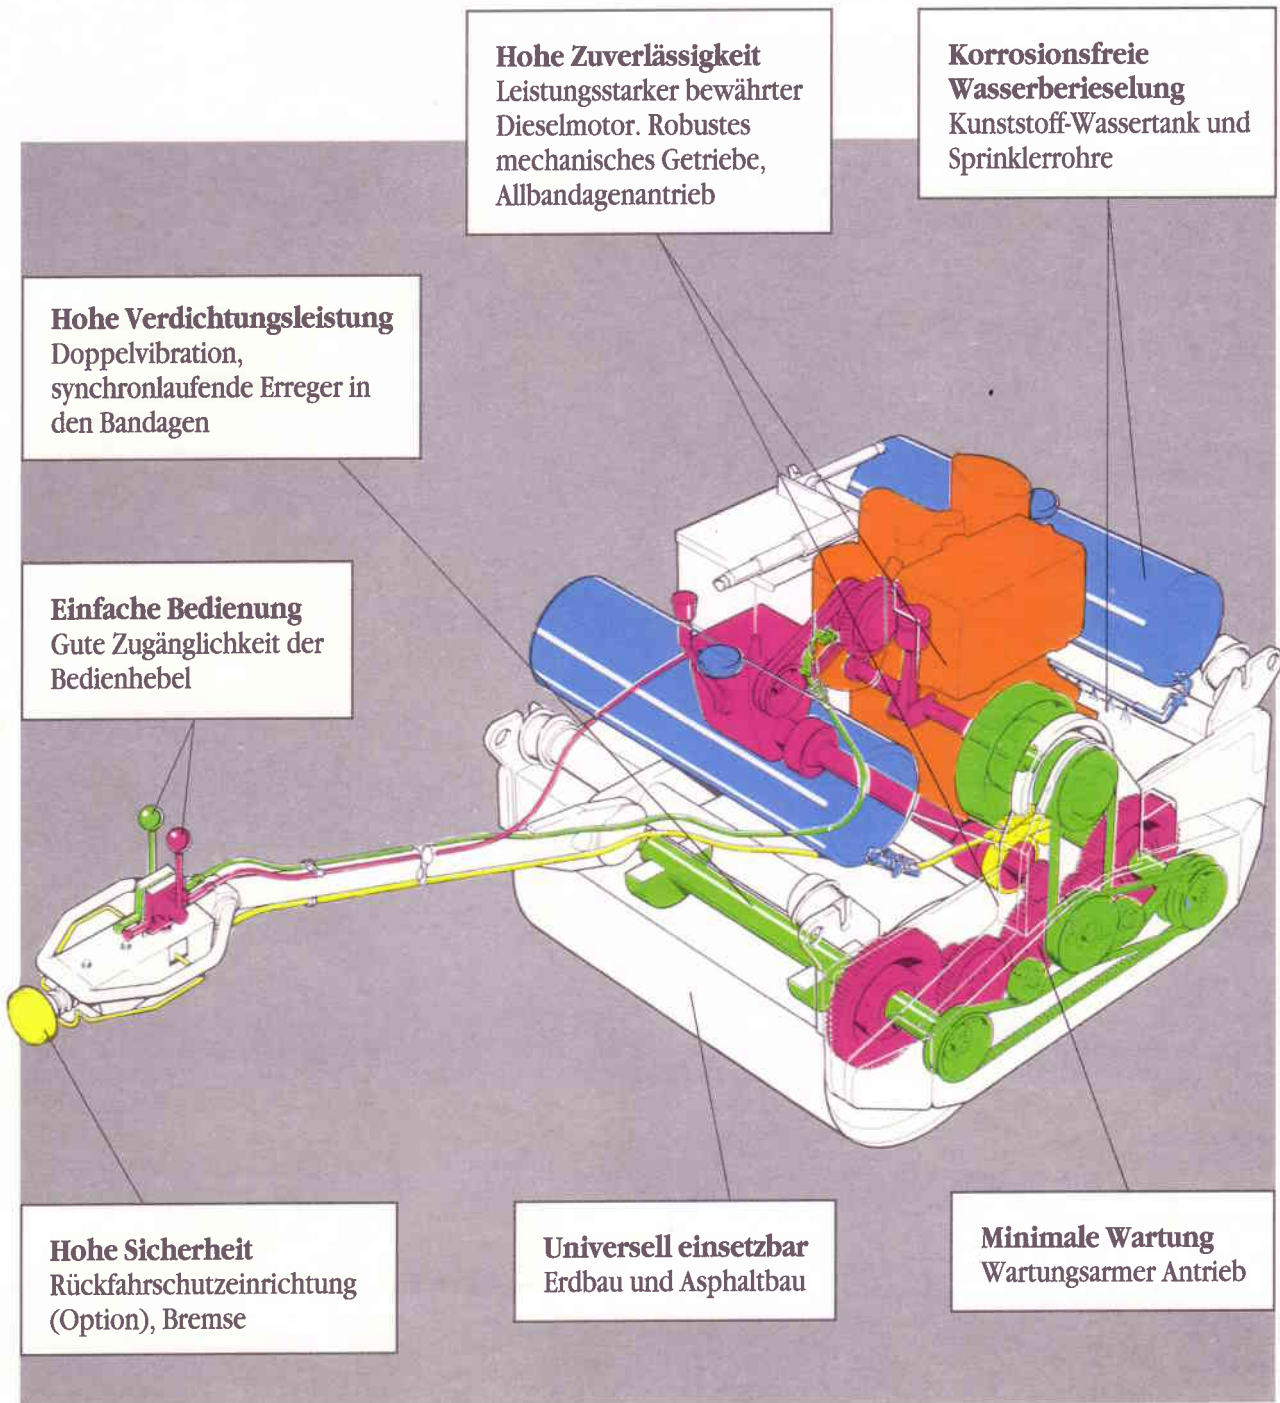 Hohe Zuverlässigkeit
Leistungsstarker bewährter
Dieselmotor. Robustes
mechanisches Getriebe,
Allbandagenantrieb
Korrosionsfreie
Wasserberieselung
Kunststoff-Wassertank und
Sprinklerrohre
Hohe Verdichtungsleistung
Doppelvibration,
synchronlaufende Erreger in
den Bandagen
Einfache Bedienung
Gute Zugänglichkeit der
Bedienhebel
Hohe Sicherheit
Rückfahrschutzeinrichtung
(Option), Bremse
Universell einsetzbar
Erdbau und Asphaltbau
Minimale Wartung
Wartungsarmer Antrieb